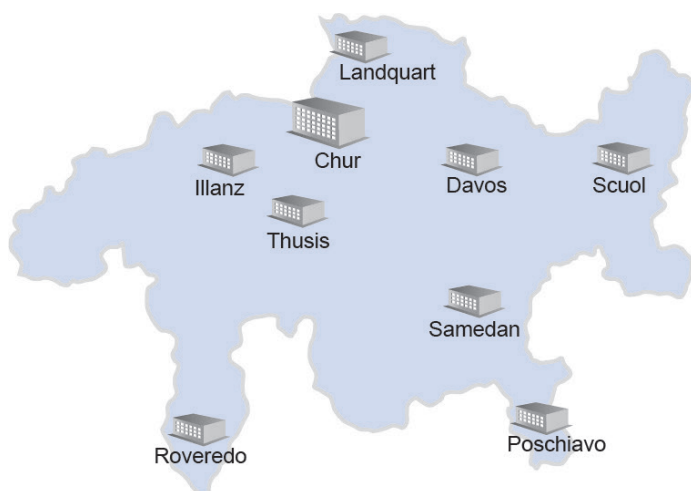 Landquart
Chur
Illanz
Davos
Scuol
Thusis
Samedan
Roveredo
Poschiavo